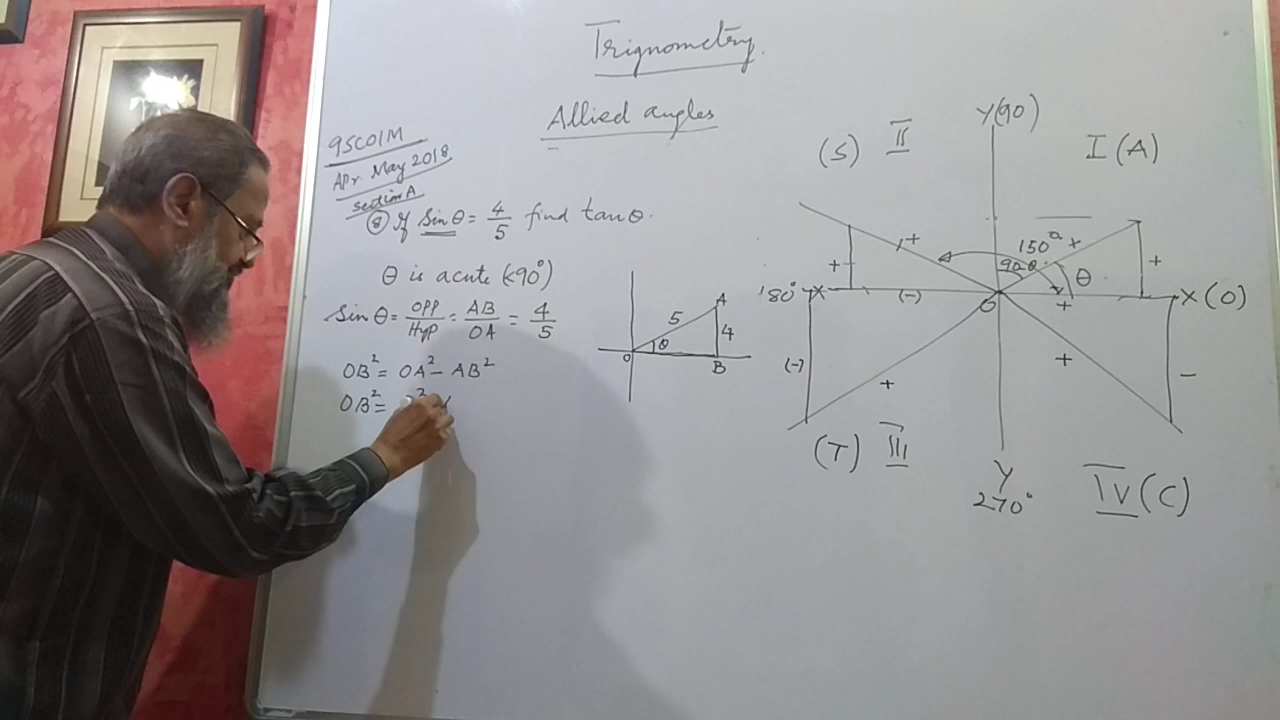 Trignometry.
Allied angles
9SC01M
Apr May 2018
section A
⑧ If Sin θ = 4/5 find tan θ.
θ is acute (<90°)
Sin θ = opp/Hyp = AB/OA = 4/5
OB² = OA² - AB²
OB² =
A
5
4
θ
O
B
Y(90)
(S) II
I (A)
150°
+
+
+
90-θ
θ
+
180° X
(-)
O
+
X (0)
(-)
+
+
-
(T) III
Y
270°
IV (C)